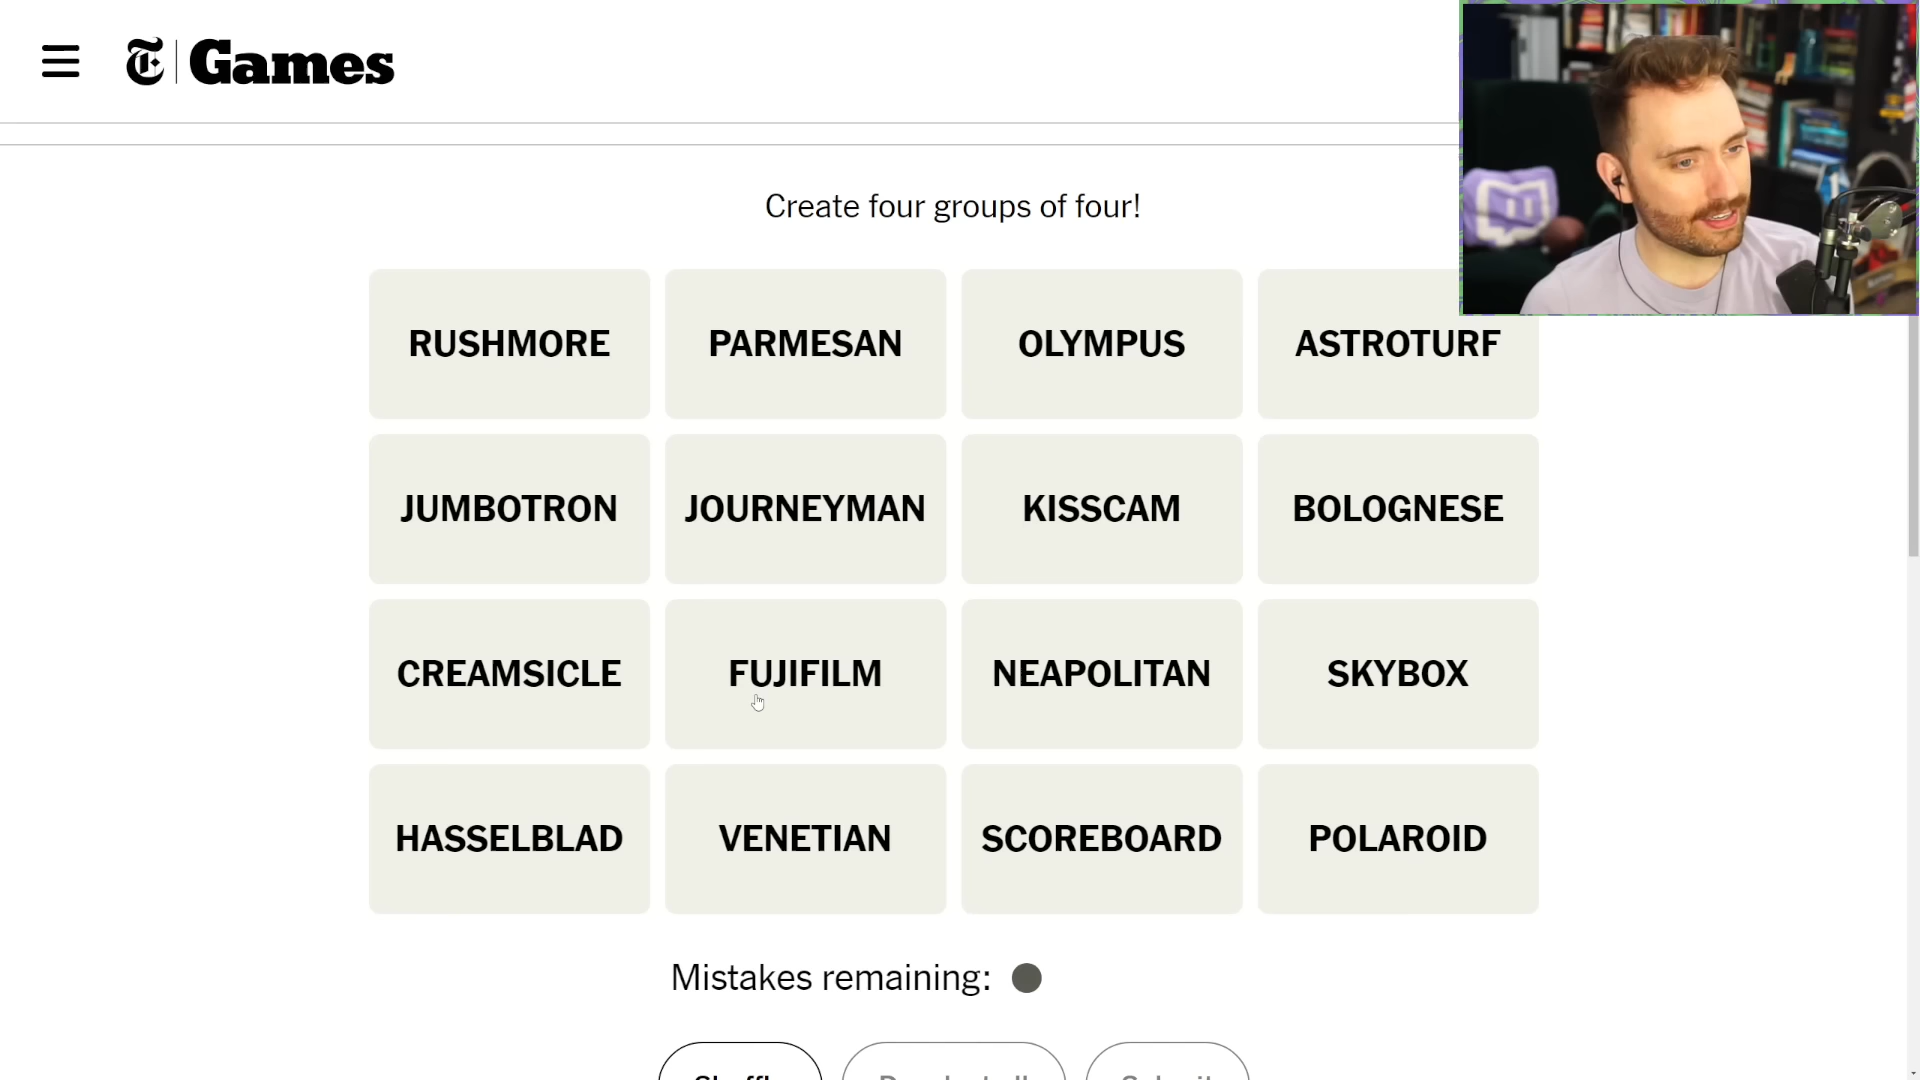 T Games
Create four groups of four!
RUSHMORE PARMESAN OLYMPUS ASTROTURF
JUMBOTRON JOURNEYMAN KISSCAM BOLOGNESE
CREAMSICLE FUJIFILM NEAPOLITAN SKYBOX
HASSELBLAD VENETIAN SCOREBOARD POLAROID
Mistakes remaining: